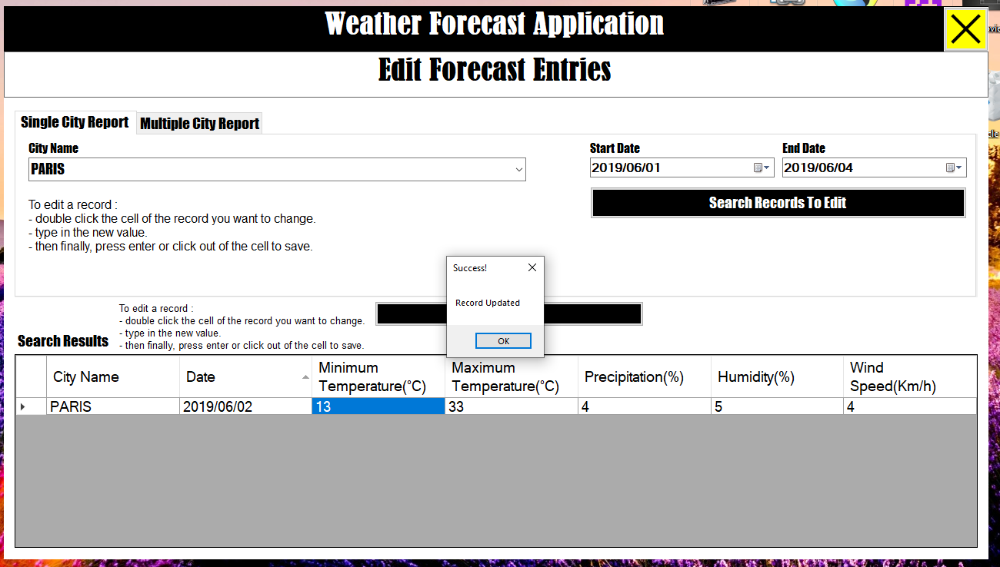 Weather Forecast Application
Edit Forecast Entries
Single City Report
Multiple City Report
City Name
PARIS
Start Date
2019/06/01
End Date
2019/06/04
Search Records To Edit
To edit a record :
- double click the cell of the record you want to change.
- type in the new value.
- then finally, press enter or click out of the cell to save.
Success!
Record Updated
OK
To edit a record :
- double click the cell of the record you want to change.
- type in the new value.
- then finally, press enter or click out of the cell to save.
Search Results
City Name
Date
Minimum
Temperature(°C)
Maximum
Temperature(°C)
Precipitation(%)
Humidity(%)
Wind
Speed(Km/h)
PARIS
2019/06/02
13
33
4
5
4